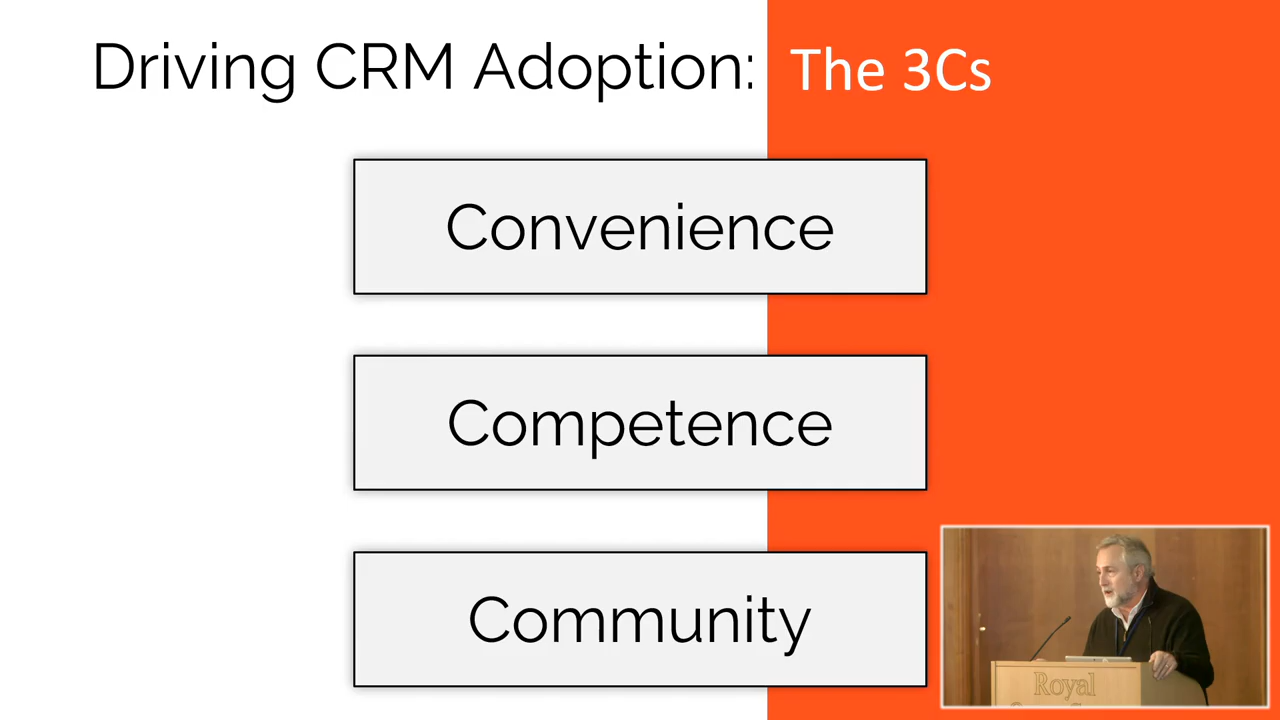 Driving CRM Adoption: The 3Cs
Convenience
Competence
Community
Royal